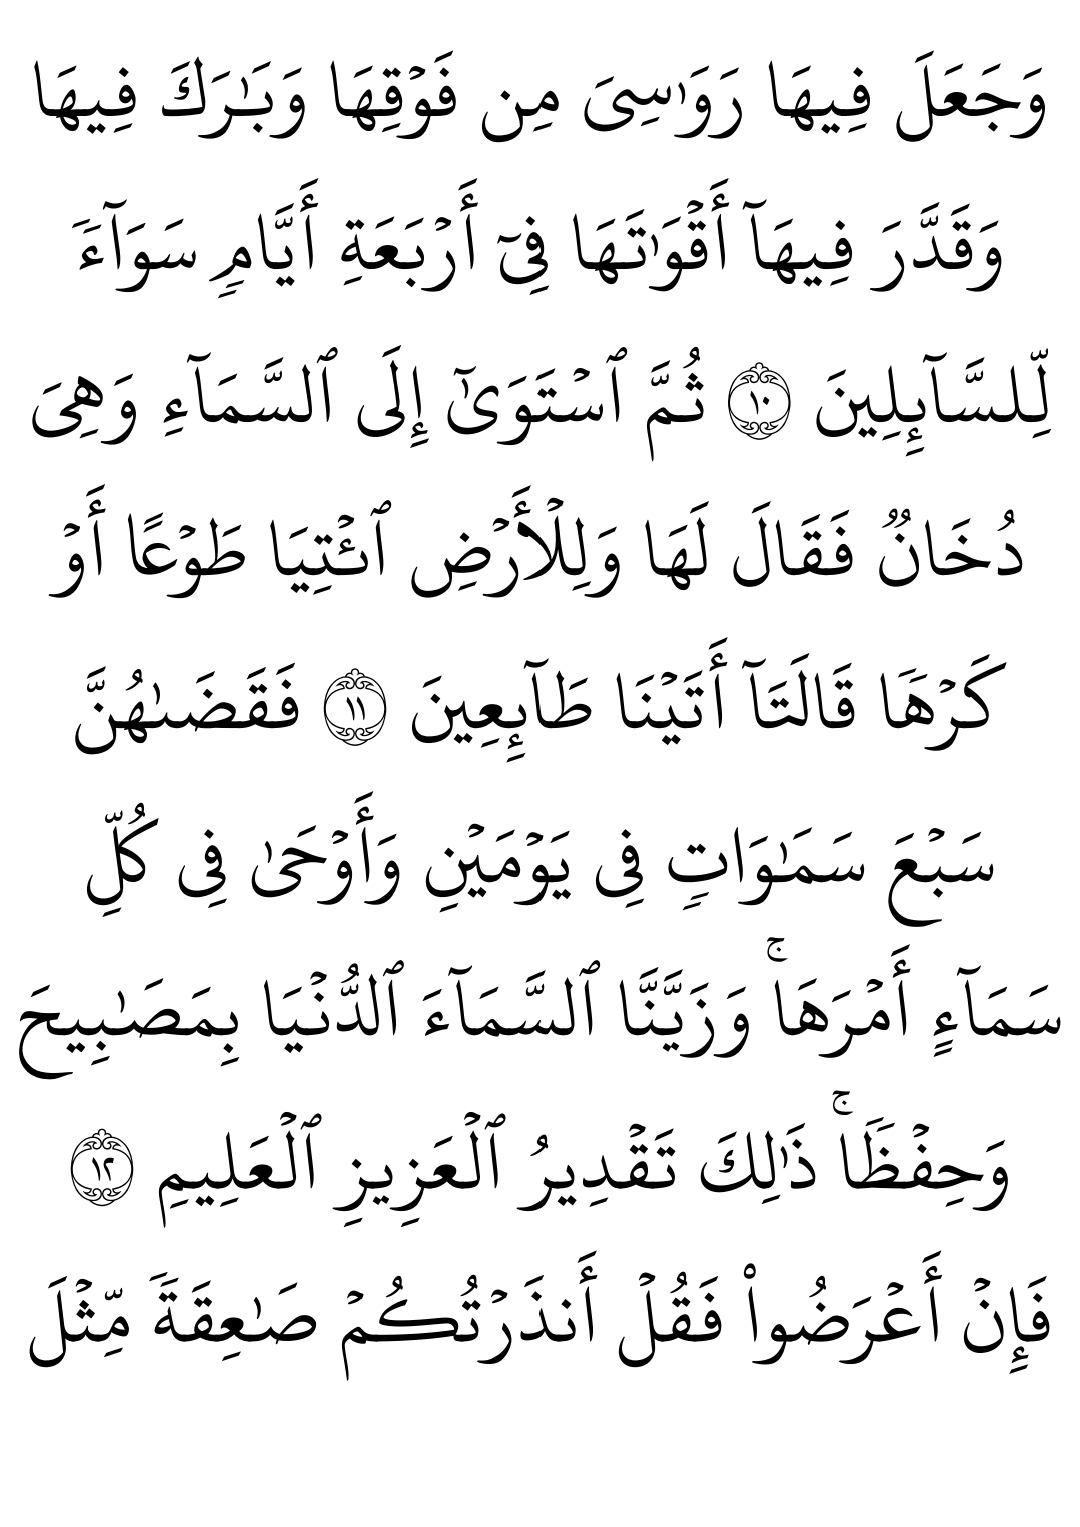 وَجَعَلَ فِيهَا رَوَٰسِىَ مِن فَوۡقِهَا وَبَـٰرَكَ فِيهَا
وَقَدَّرَ فِيهَآ أَقۡوَٰتَهَا فِىٓ أَرۡبَعَةِ أَيَّامٖ سَوَآءٗ
لِّلسَّآئِلِينَ ١٠ ثُمَّ ٱسۡتَوَىٰٓ إِلَى ٱلسَّمَآءِ وَهِىَ
دُخَانٞ فَقَالَ لَهَا وَلِلۡأَرۡضِ ٱئۡتِيَا طَوۡعًا أَوۡ
كَرۡهٗا قَالَتَآ أَتَيۡنَا طَآئِعِينَ ١١ فَقَضَىٰهُنَّ
سَبۡعَ سَمَـٰوَاتٖ فِى يَوۡمَيۡنِ وَأَوۡحَىٰ فِى كُلِّ
سَمَآءٍ أَمۡرَهَاۚ وَزَيَّنَّا ٱلسَّمَآءَ ٱلدُّنۡيَا بِمَصَـٰبِيحَ
وَحِفۡظٗاۚ ذَٰلِكَ تَقۡدِيرُ ٱلۡعَزِيزِ ٱلۡعَلِيمِ ١٢
فَإِنۡ أَعۡرَضُواْ فَقُلۡ أَنذَرۡتُكُمۡ صَـٰعِقَةٗ مِّثۡلَ